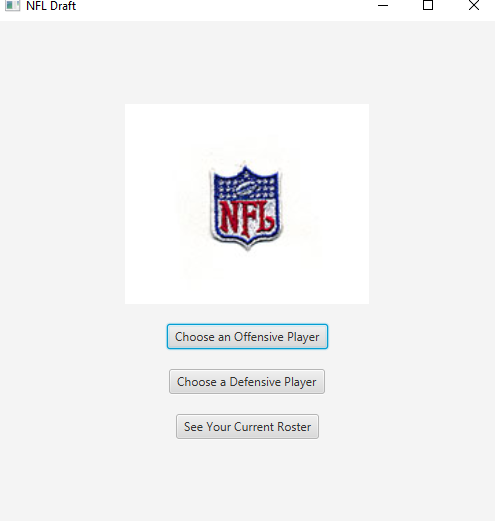 NFL Draft
NFL
Choose an Offensive Player
Choose a Defensive Player
See Your Current Roster